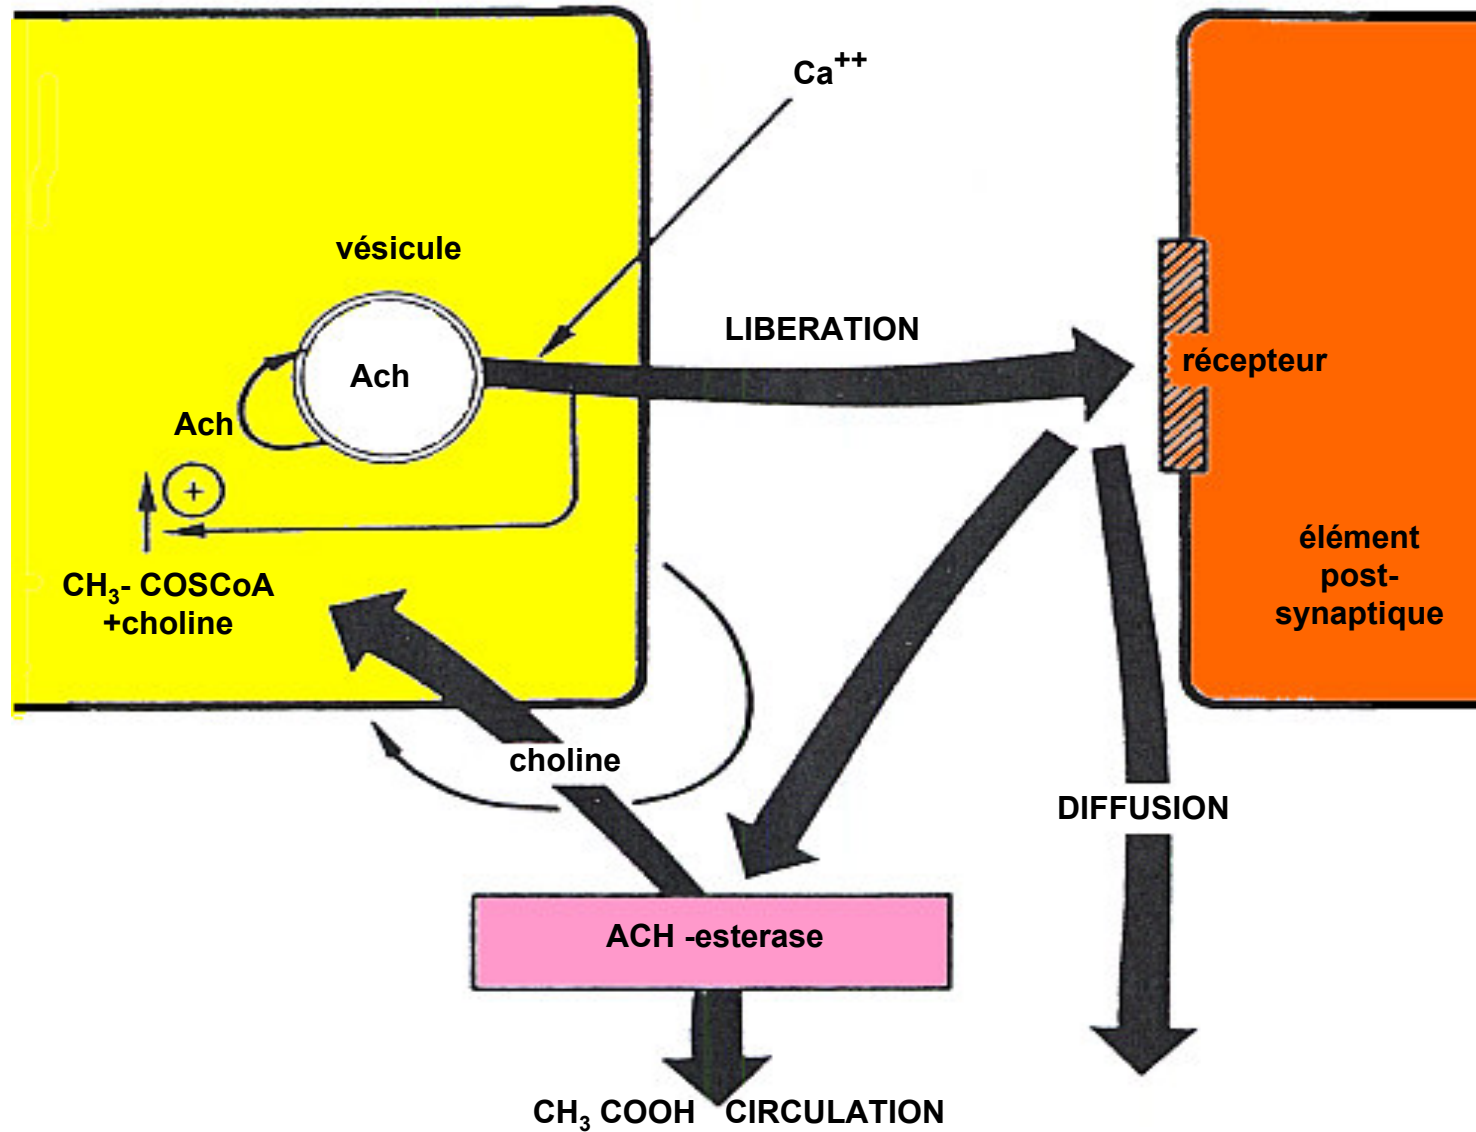 Ca++
vésicule
LIBERATION
récepteur
Ach
Ach
+
élément
post-
synaptique
CH3- COSCoA
+choline
choline
DIFFUSION
ACH -esterase
CH3 COOH CIRCULATION